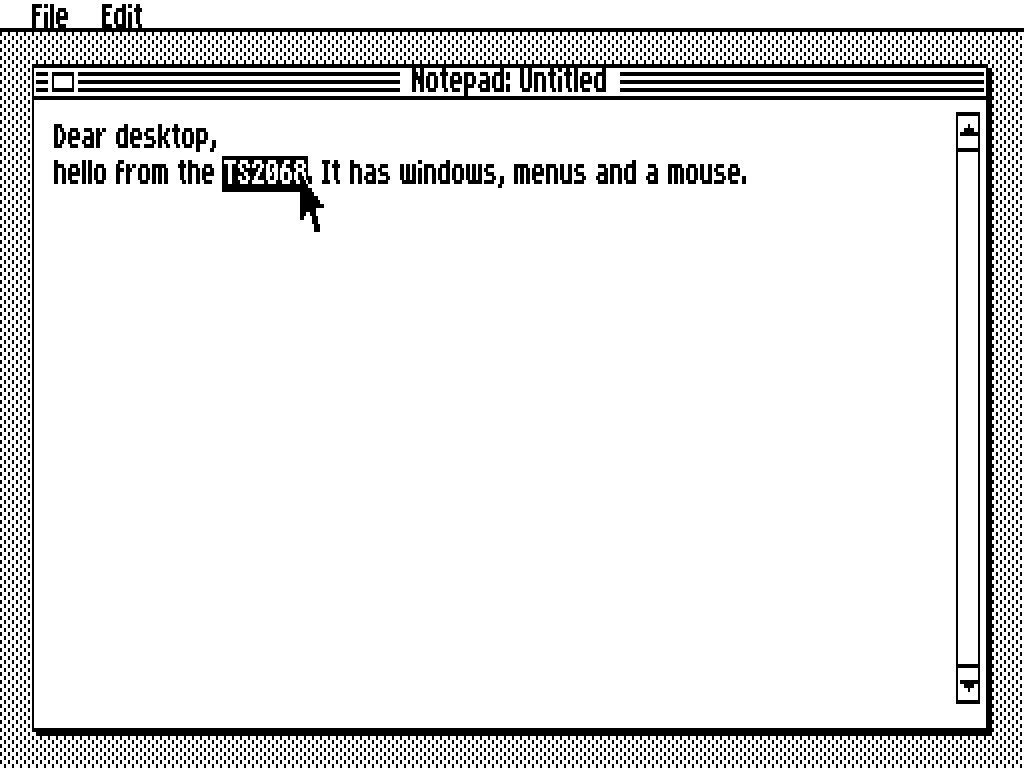 File Edit
Notepad: Untitled
Dear desktop,
hello from the TS2068. It has windows, menus and a mouse.